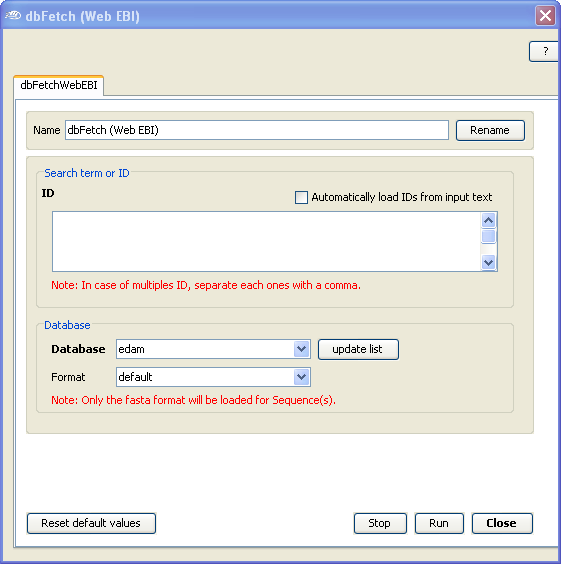 dbFetch (Web EBI)
?
dbFetchWebEBI
Name dbFetch (Web EBI) Rename
Search term or ID
ID
Automatically load IDs from input text
Note: In case of multiples ID, separate each ones with a comma.
Database
Database edam update list
Format default
Note: Only the fasta format will be loaded for Sequence(s).
Reset default values Stop Run Close